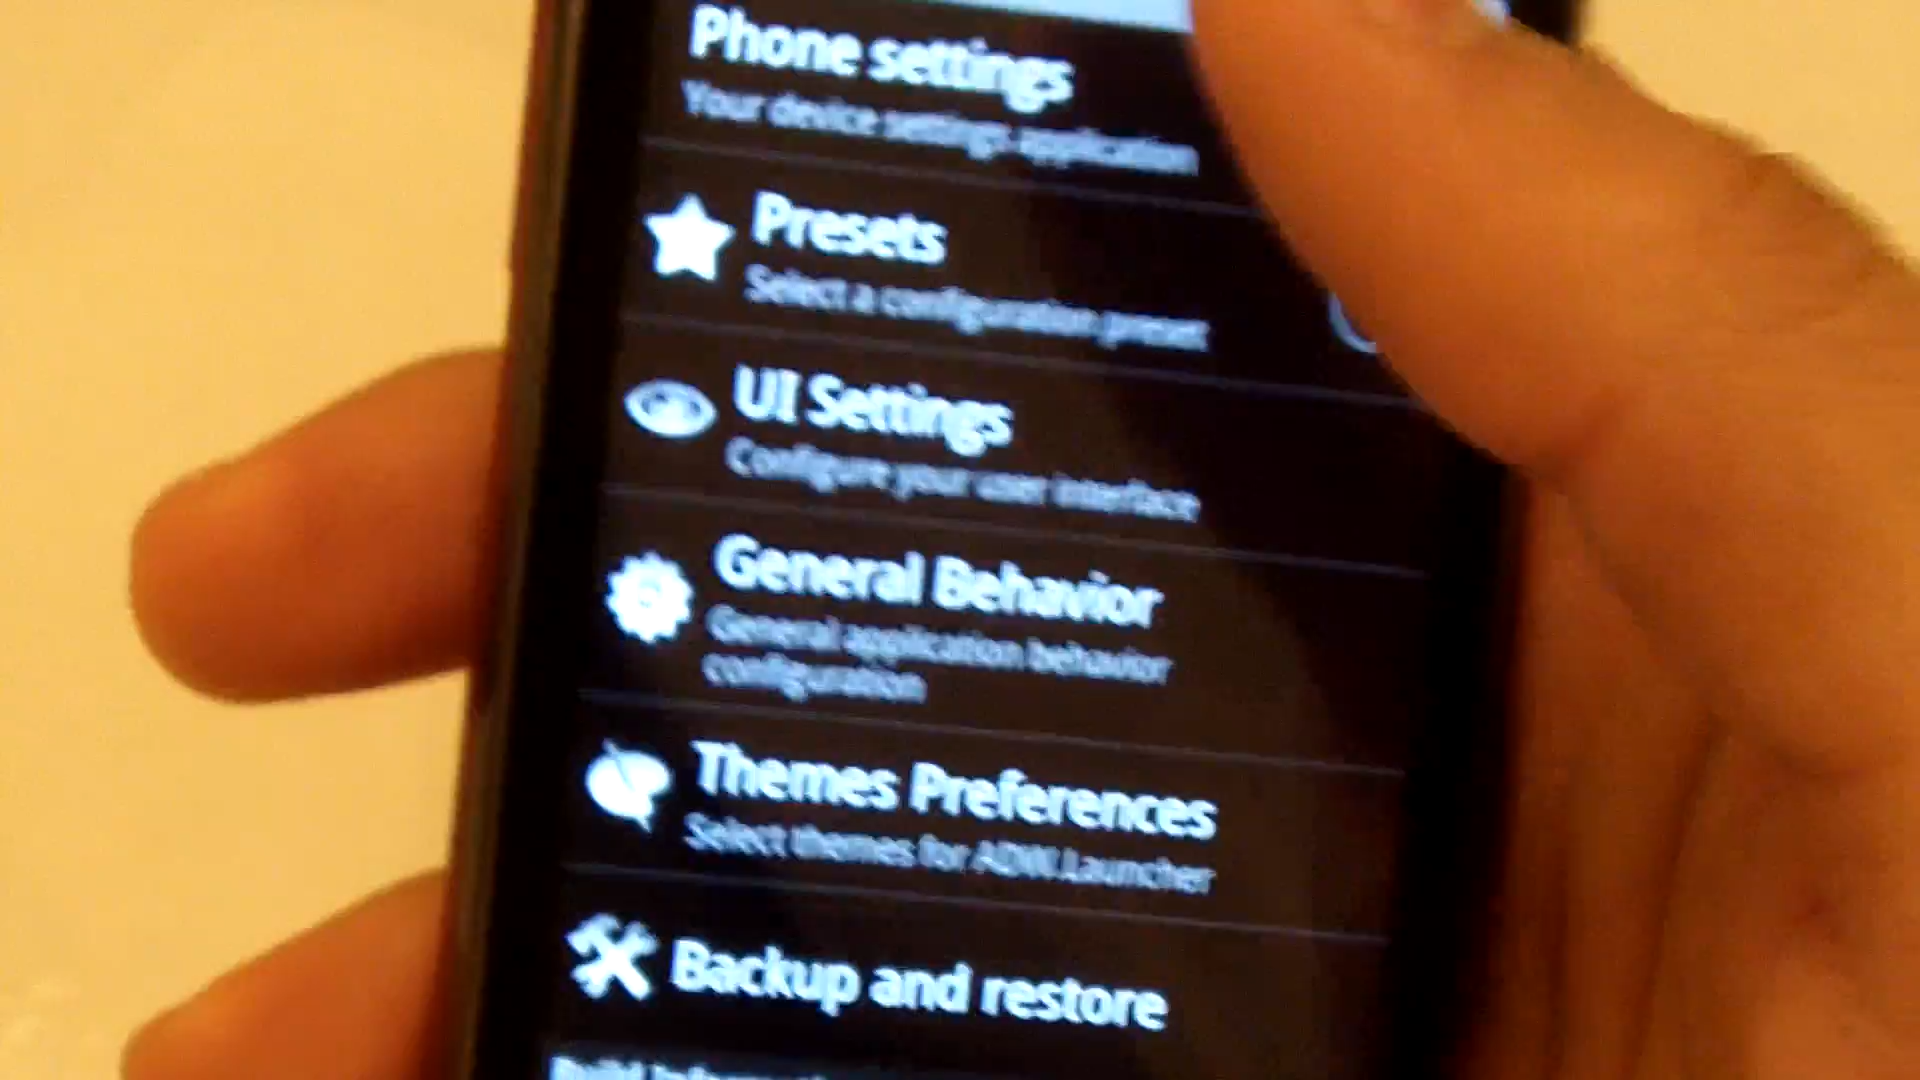 Phone settings
Your device settings application
Presets
Select a configuration preset
UI Settings
Configure your user interface
General Behavior
General application behavior
configuration
Themes Preferences
Select themes for ADW.Launcher
Backup and restore